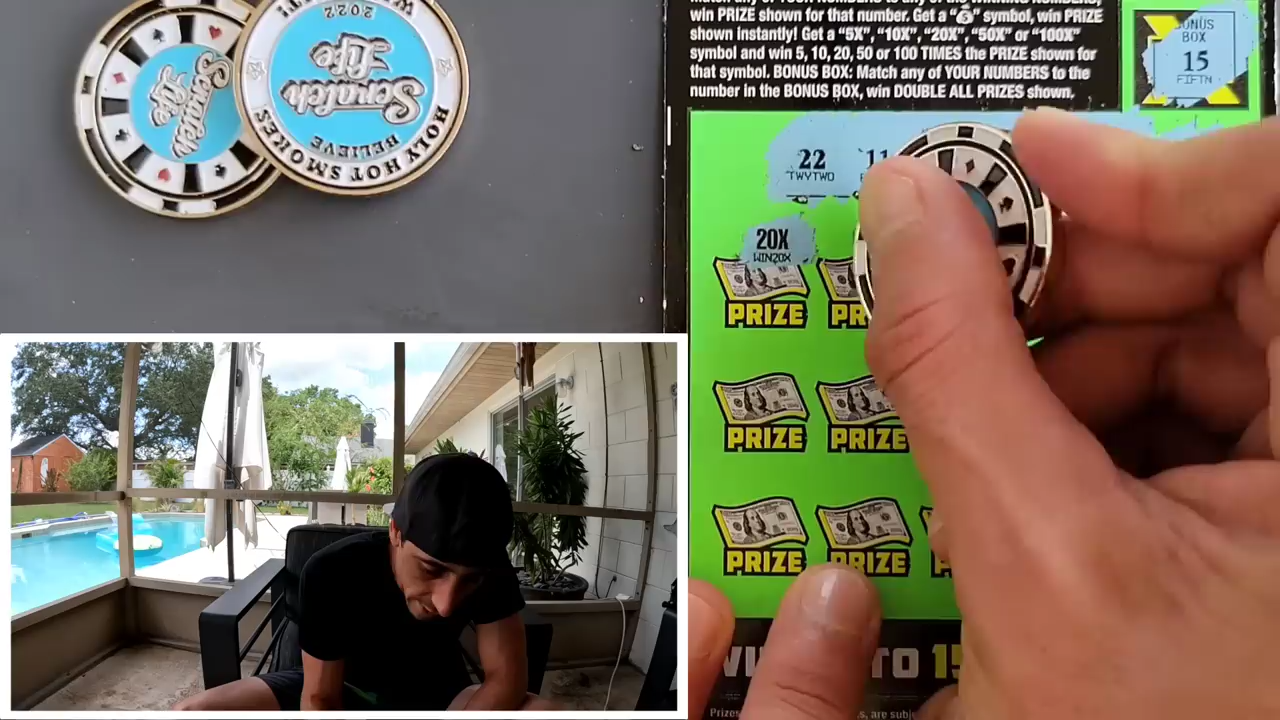 2022
Scratch
Life
BELIEVE
HOLY HOT SMOKES
Scratch
Life
win PRIZE shown for that number. Get a "💰" symbol, win PRIZE
shown instantly! Get a "5X", "10X", "20X", "50X" or "100X"
symbol and win 5, 10, 20, 50 or 100 TIMES the PRIZE shown for
that symbol. BONUS BOX: Match any of YOUR NUMBERS to the
number in the BONUS BOX, win DOUBLE ALL PRIZES shown.
BONUS
BOX
15
FIFTN
22 11
TWYTWO
20X
WIN20X
PRIZE
PRIZE PRIZE
PRIZE PRIZE
TO